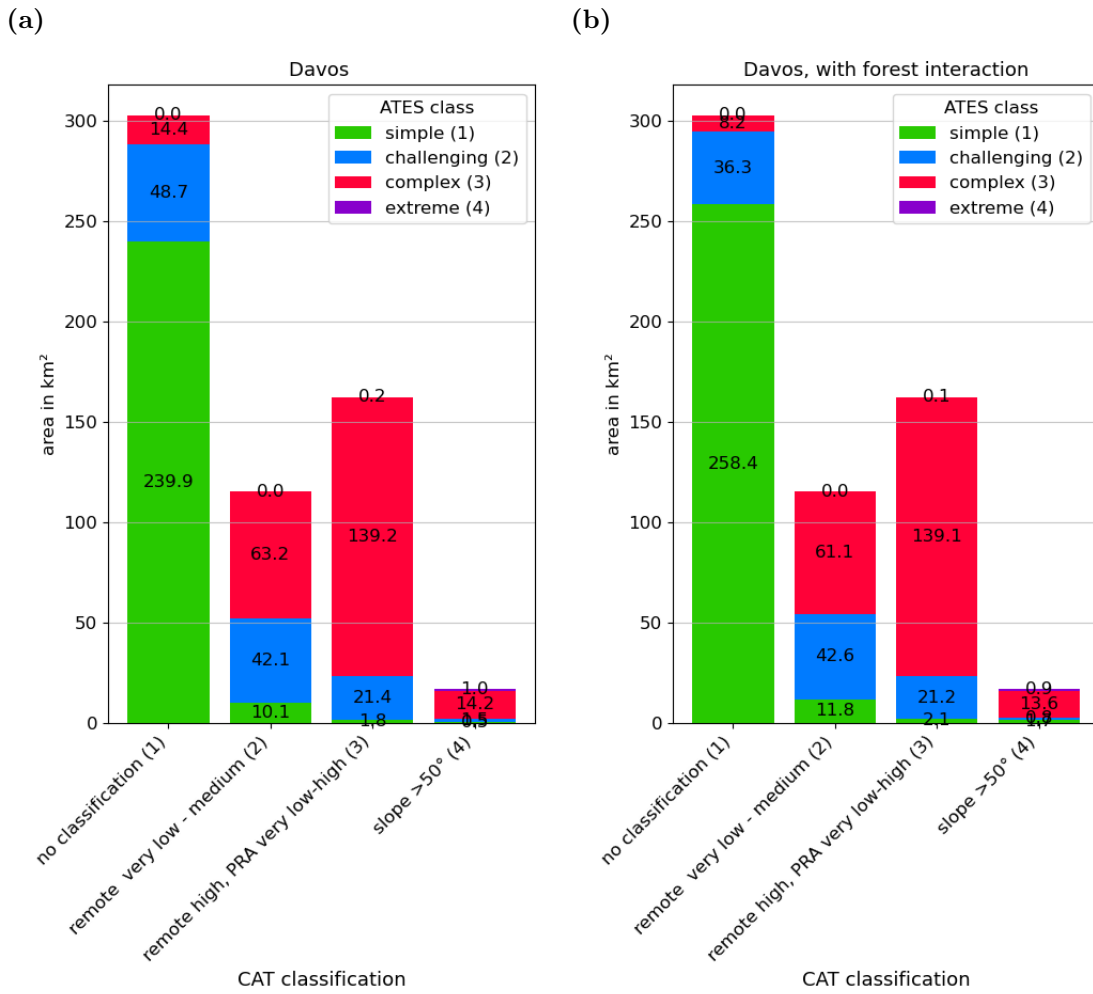 (a)
Davos
ATES class
simple (1)
challenging (2)
complex (3)
extreme (4)
area in km²
300
250
200
150
100
50
0
0.0
14.4
48.7
239.9
0.0
63.2
42.1
10.1
0.2
139.2
21.4
1.8
1.0
14.2
no classification (1)
remote  very low - medium (2)
remote high, PRA very low-high (3)
slope >50° (4)
CAT classification
(b)
Davos, with forest interaction
ATES class
simple (1)
challenging (2)
complex (3)
extreme (4)
area in km²
300
250
200
150
100
50
0
0.0
8.2
36.3
258.4
0.0
61.1
42.6
11.8
0.1
139.1
21.2
2.1
0.9
13.6
no classification (1)
remote  very low - medium (2)
remote high, PRA very low-high (3)
slope >50° (4)
CAT classification